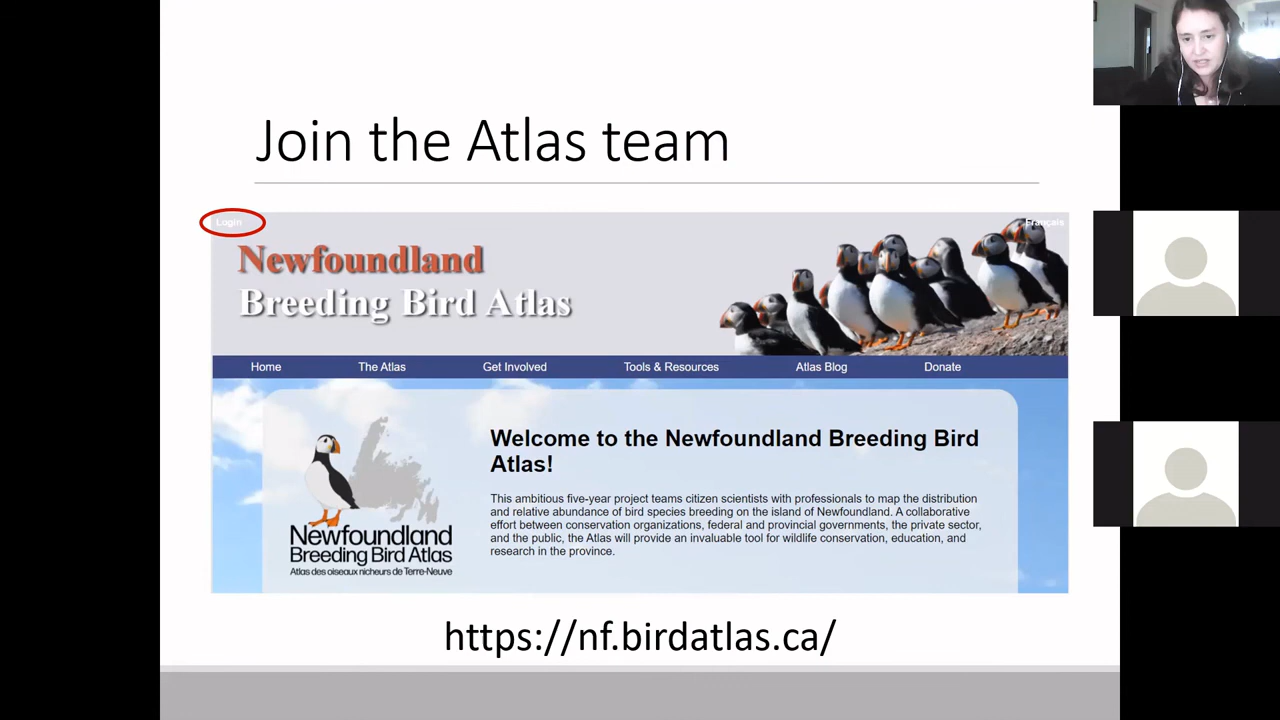 Join the Atlas team
Login
Français
Newfoundland
Breeding Bird Atlas
Home The Atlas Get Involved Tools & Resources Atlas Blog Donate
Welcome to the Newfoundland Breeding Bird
Atlas!
This ambitious five-year project teams citizen scientists with professionals to map the distribution
and relative abundance of bird species breeding on the island of Newfoundland. A collaborative
effort between conservation organizations, federal and provincial governments, the private sector,
and the public, the Atlas will provide an invaluable tool for wildlife conservation, education, and
research in the province.
Newfoundland
Breeding Bird Atlas
Atlas des oiseaux nicheurs de Terre-Neuve
https://nf.birdatlas.ca/